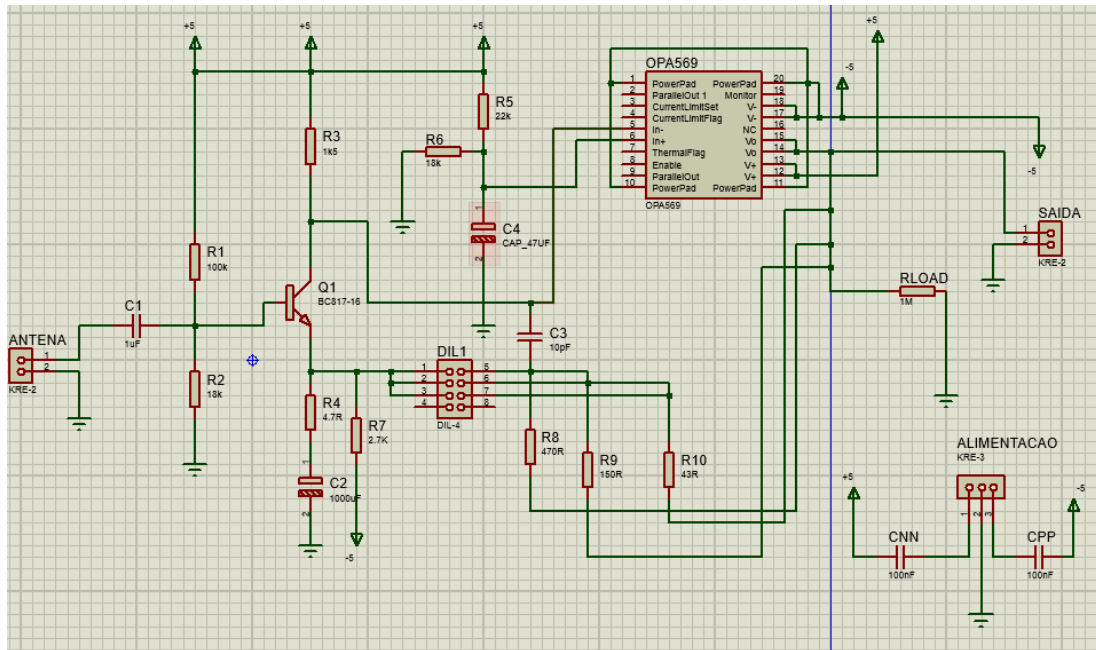 +5
+5
+5
+5
-5
OPA569
1 PowerPad PowerPad 20
2 ParallelOut 1 Monitor 19
3 CurrentLimitSet V- 18
4 CurrentLimitFlag V- 17
5 In- NC 16
6 In+ Vo 15
7 ThermalFlag Vo 14
8 Enable V+ 13
9 ParallelOut V+ 12
10 PowerPad PowerPad 11
OPA569
-5
R5
22k
R3
1k5
R6
18k
1
C4
CAP_47UF
2
SAIDA
1
2
KRE-2
R1
100k
RLOAD
1M
Q1
BC817-16
C1
1uF
ANTENA
1
2
KRE-2
C3
10pF
DIL1
1 5
2 6
3 7
4 8
DIL-4
R2
18k
R4
4.7R
R7
2.7K
R8
470R
R9
150R
R10
43R
1
C2
1000uF
2
-5
ALIMENTACAO
KRE-3
1 2 3
+5
-5
CNN
100nF
CPP
100nF